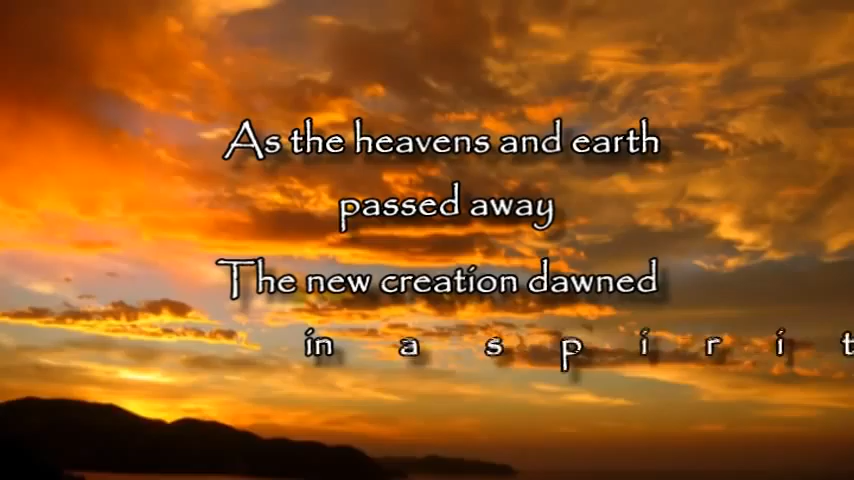 As the heavens and earth
passed away
The new creation dawned
in a spirit